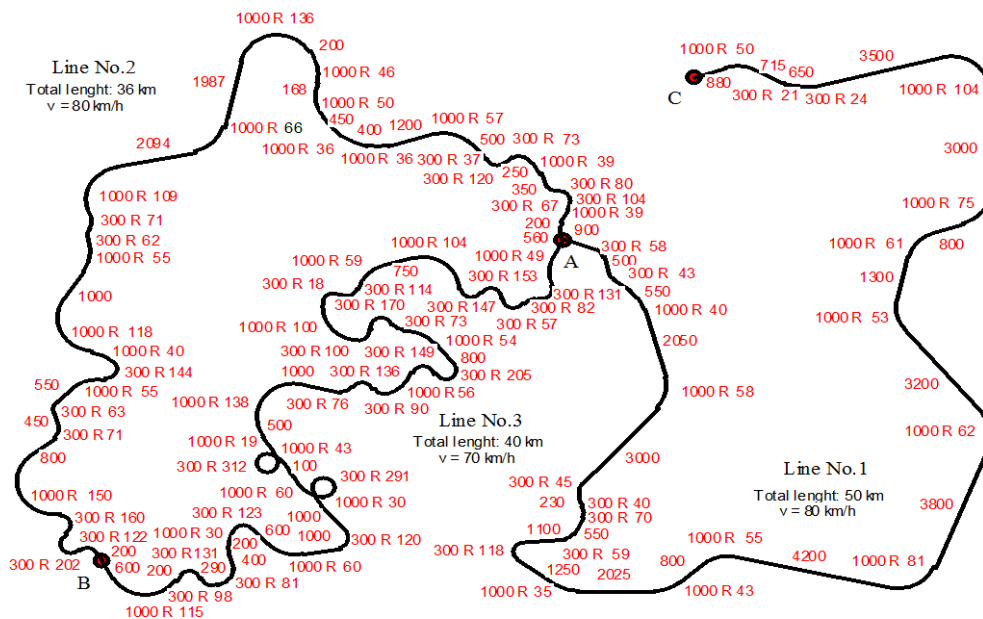 1000 R 136
200
1000 R 50
3500
Line No.2
Total lenght: 36 km
v = 80 km/h
1987
1000 R 46
715
650
C
880
300 R 21
300 R 24
1000 R 104
168
1000 R 50
450
400
1200
1000 R 57
1000 R 66
500
300 R 73
2094
1000 R 36
1000 R 36
300 R 37
250
1000 R 39
3000
300 R 120
350
300 R 80
1000 R 109
300 R 67
300 R 104
1000 R 75
300 R 71
200
1000 R 39
900
300 R 62
1000 R 104
560
1000 R 61
800
1000 R 55
1000 R 59
1000 R 49
A
300 R 58
500
750
300 R 153
300 R 43
1300
300 R 18
300 R 114
300 R 131
550
1000
300 R 170
300 R 147
300 R 82
1000 R 40
1000 R 53
300 R 73
300 R 57
1000 R 118
1000 R 100
1000 R 54
2050
1000 R 40
300 R 100
300 R 149
800
300 R 144
1000
300 R 136
300 R 205
550
1000 R 55
1000 R 56
1000 R 58
3200
300 R 63
1000 R 138
300 R 76
300 R 90
450
300 R 71
500
Line No.3
Total lenght: 40 km
v = 70 km/h
1000 R 62
1000 R 19
1000 R 43
800
300 R 312
100
3000
Line No.1
Total lenght: 50 km
v = 80 km/h
300 R 291
300 R 45
1000 R 150
1000 R 60
1000 R 30
230
300 R 40
3800
300 R 160
300 R 123
1000
300 R 70
300 R 122
1000 R 30
600
1000
1100
550
1000 R 55
200
300 R 131
200
300 R 120
300 R 118
300 R 59
300 R 202
B
600
200
290
400
1000 R 60
1250
2025
800
4200
1000 R 81
300 R 98
300 R 81
1000 R 35
1000 R 43
1000 R 115